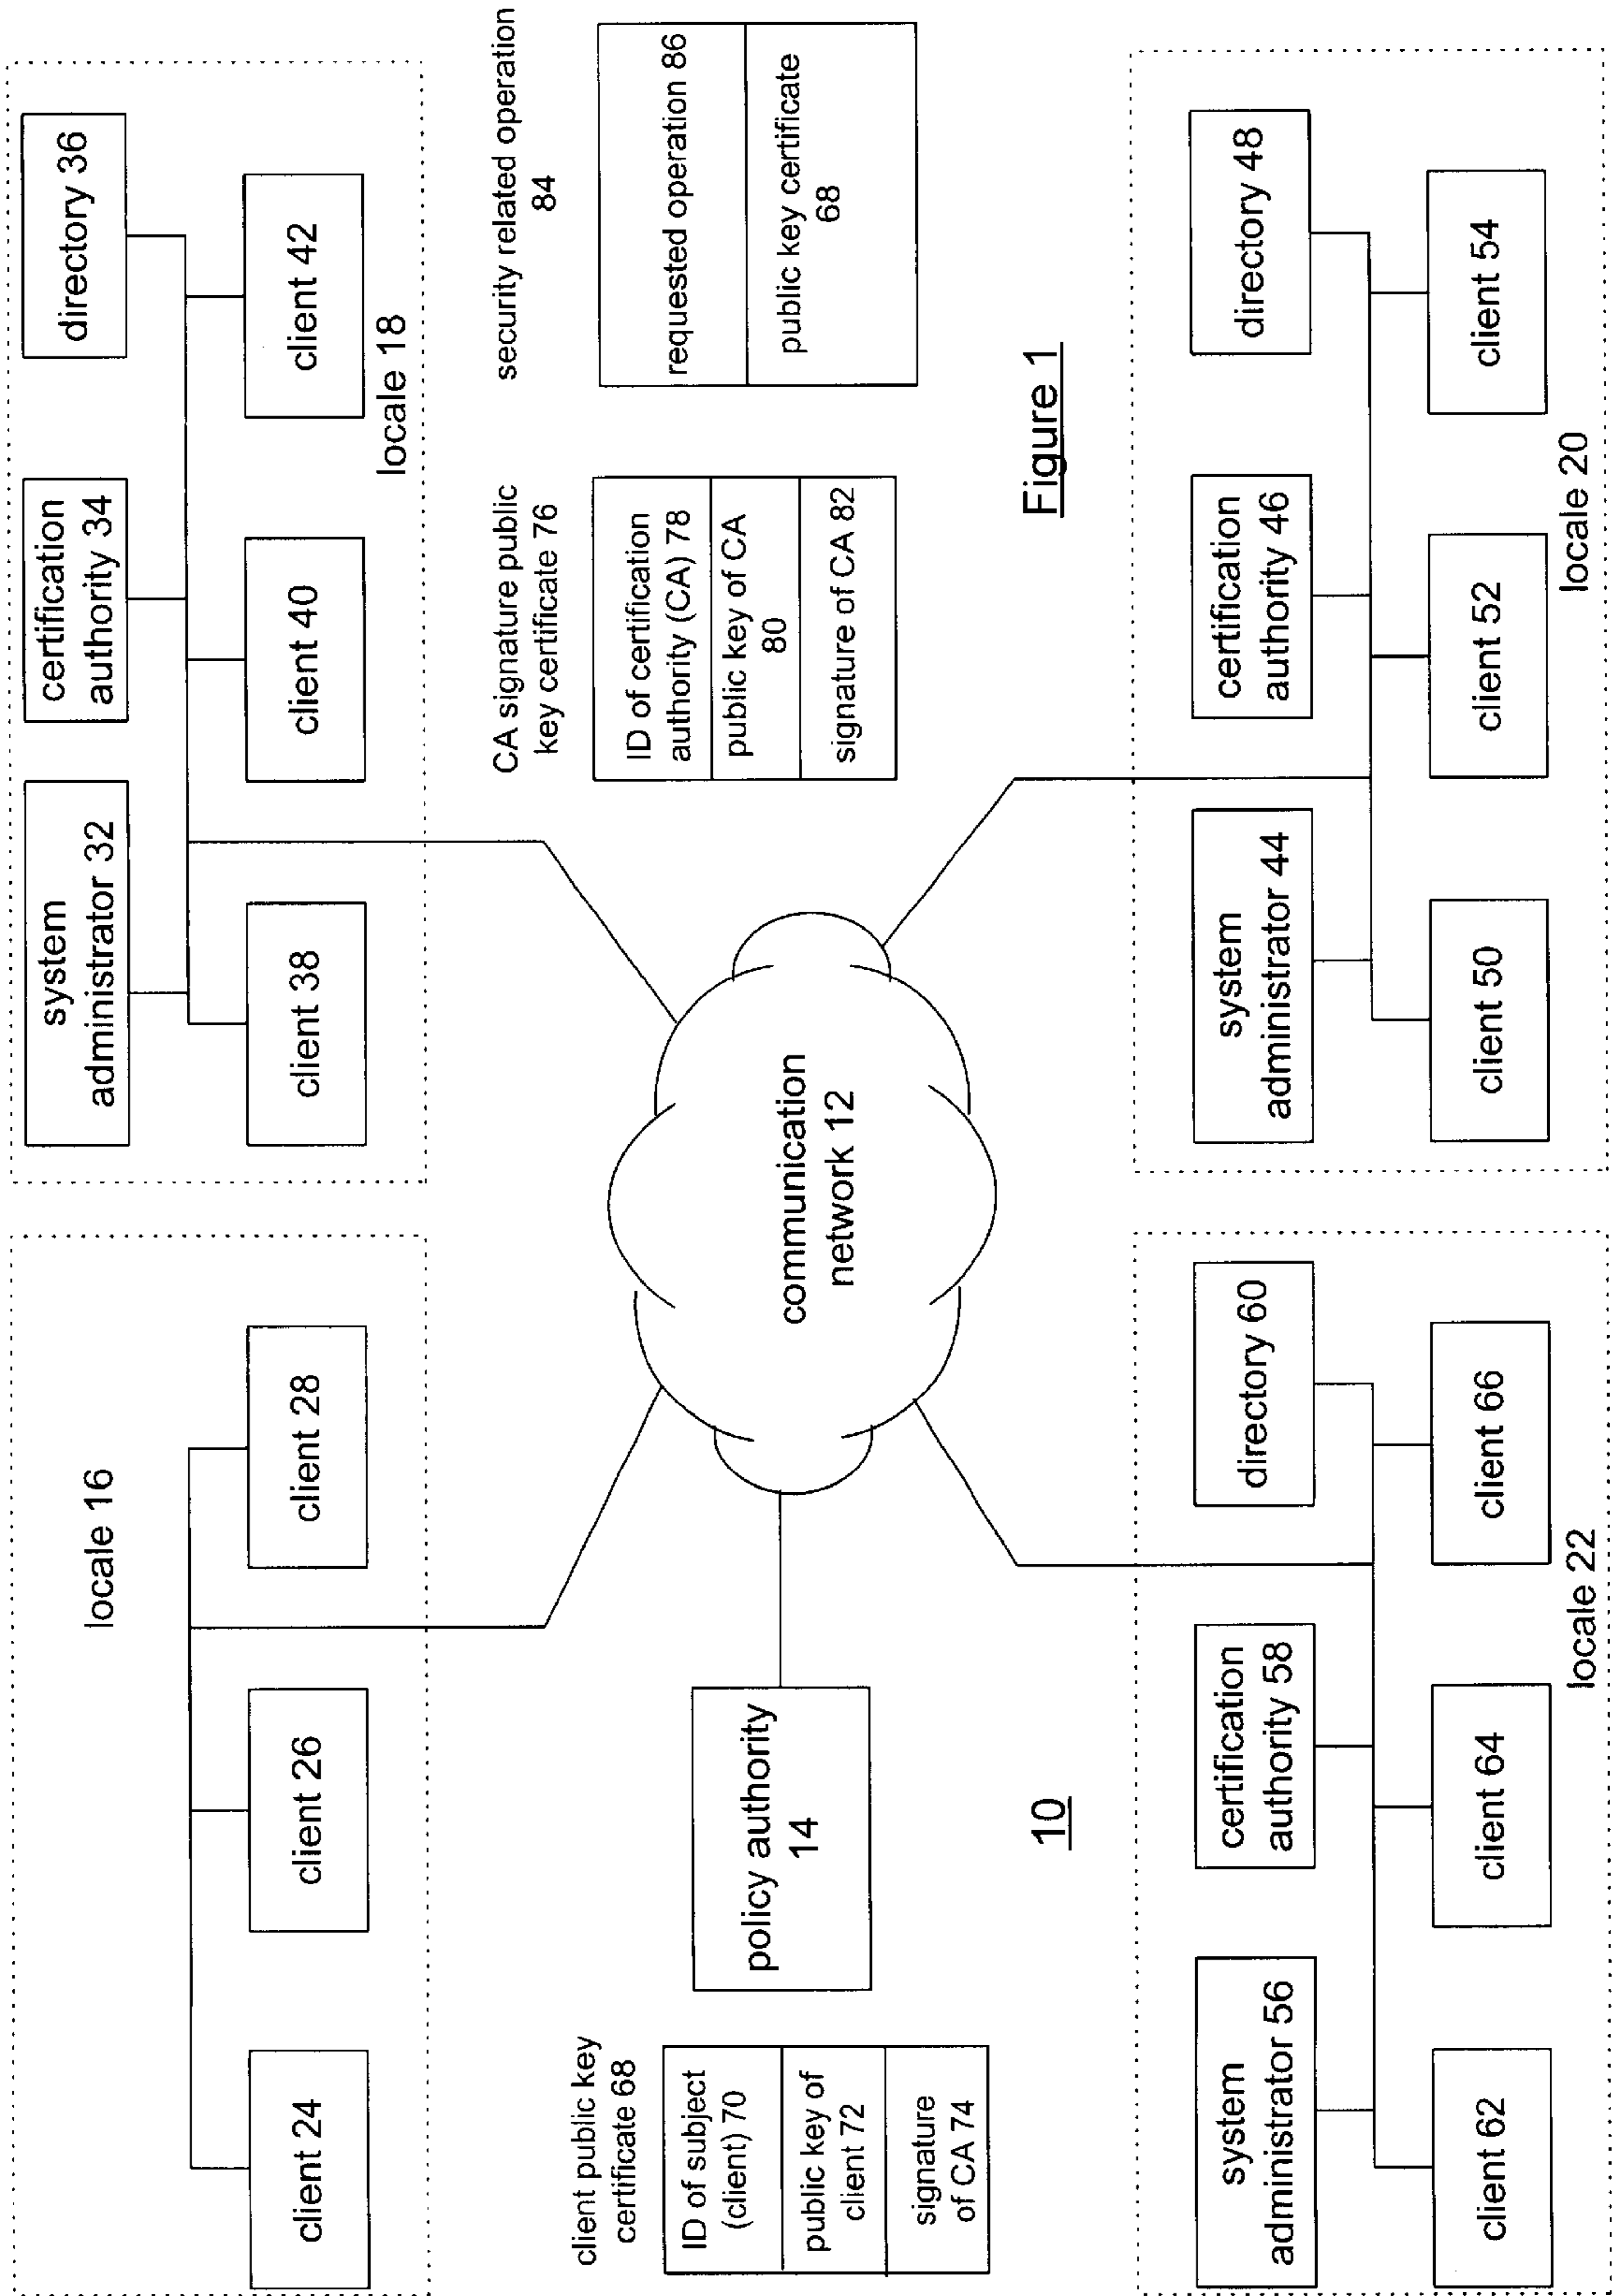 locale 16
client 24
client 26
client 28
system
administrator 32
certification
authority 34
directory 36
client 38
client 40
client 42
locale 18
client public key
certificate 68
ID of subject
(client) 70
public key of
client 72
signature
of CA 74
policy authority
14
communication
network 12
CA signature public
key certificate 76
ID of certification
authority (CA) 78
public key of CA
80
signature of CA 82
security related operation
84
requested operation 86
public key certificate
68
10
Figure 1
system
administrator 56
certification
authority 58
directory 60
client 62
client 64
client 66
locale 22
system
administrator 44
certification
authority 46
directory 48
client 50
client 52
client 54
locale 20